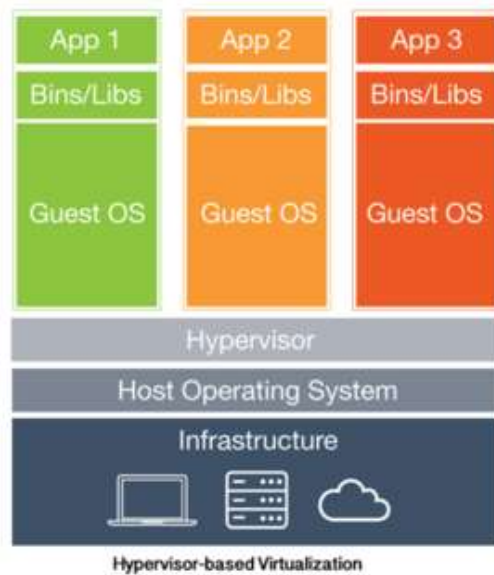 App 1 App 2 App 3
Bins/Libs Bins/Libs Bins/Libs
Guest OS Guest OS Guest OS
Hypervisor
Host Operating System
Infrastructure
Hypervisor-based Virtualization